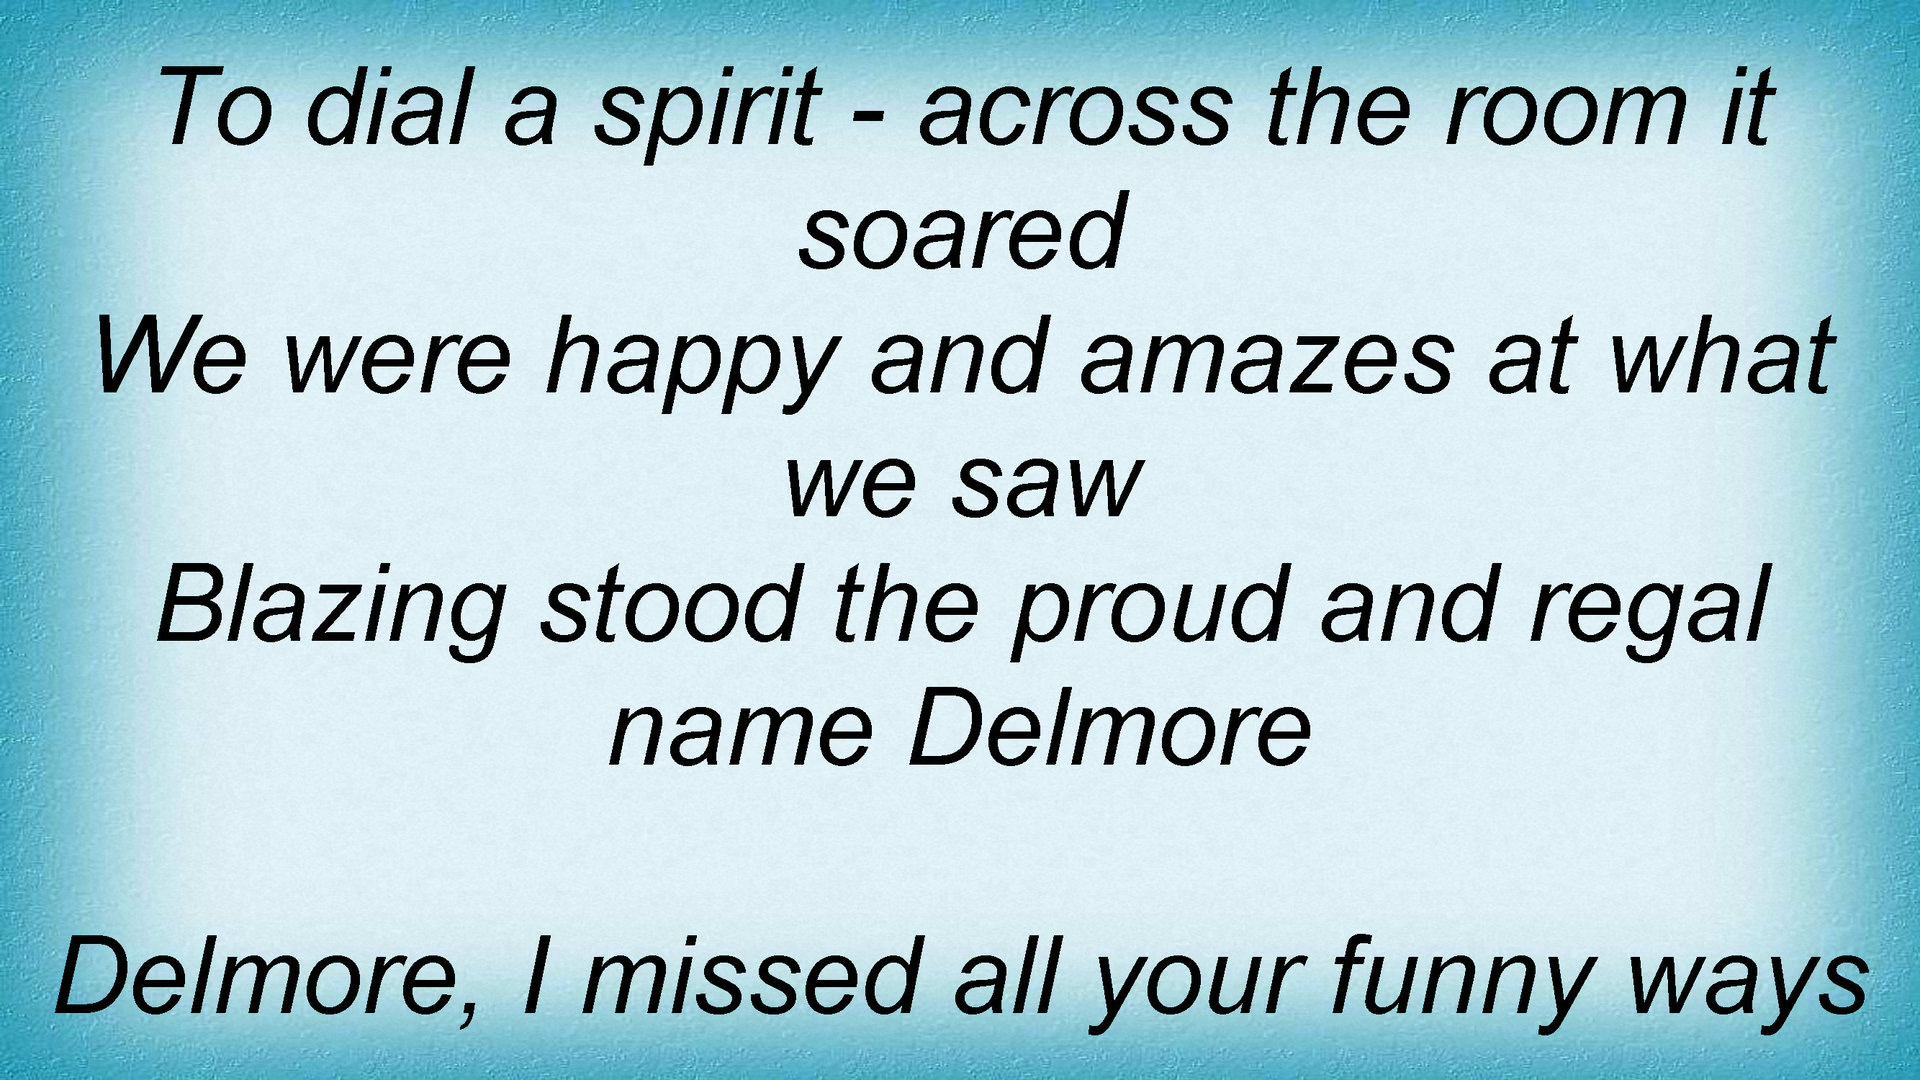 To dial a spirit - across the room it
soared
We were happy and amazes at what
we saw
Blazing stood the proud and regal
name Delmore
Delmore, I missed all your funny ways